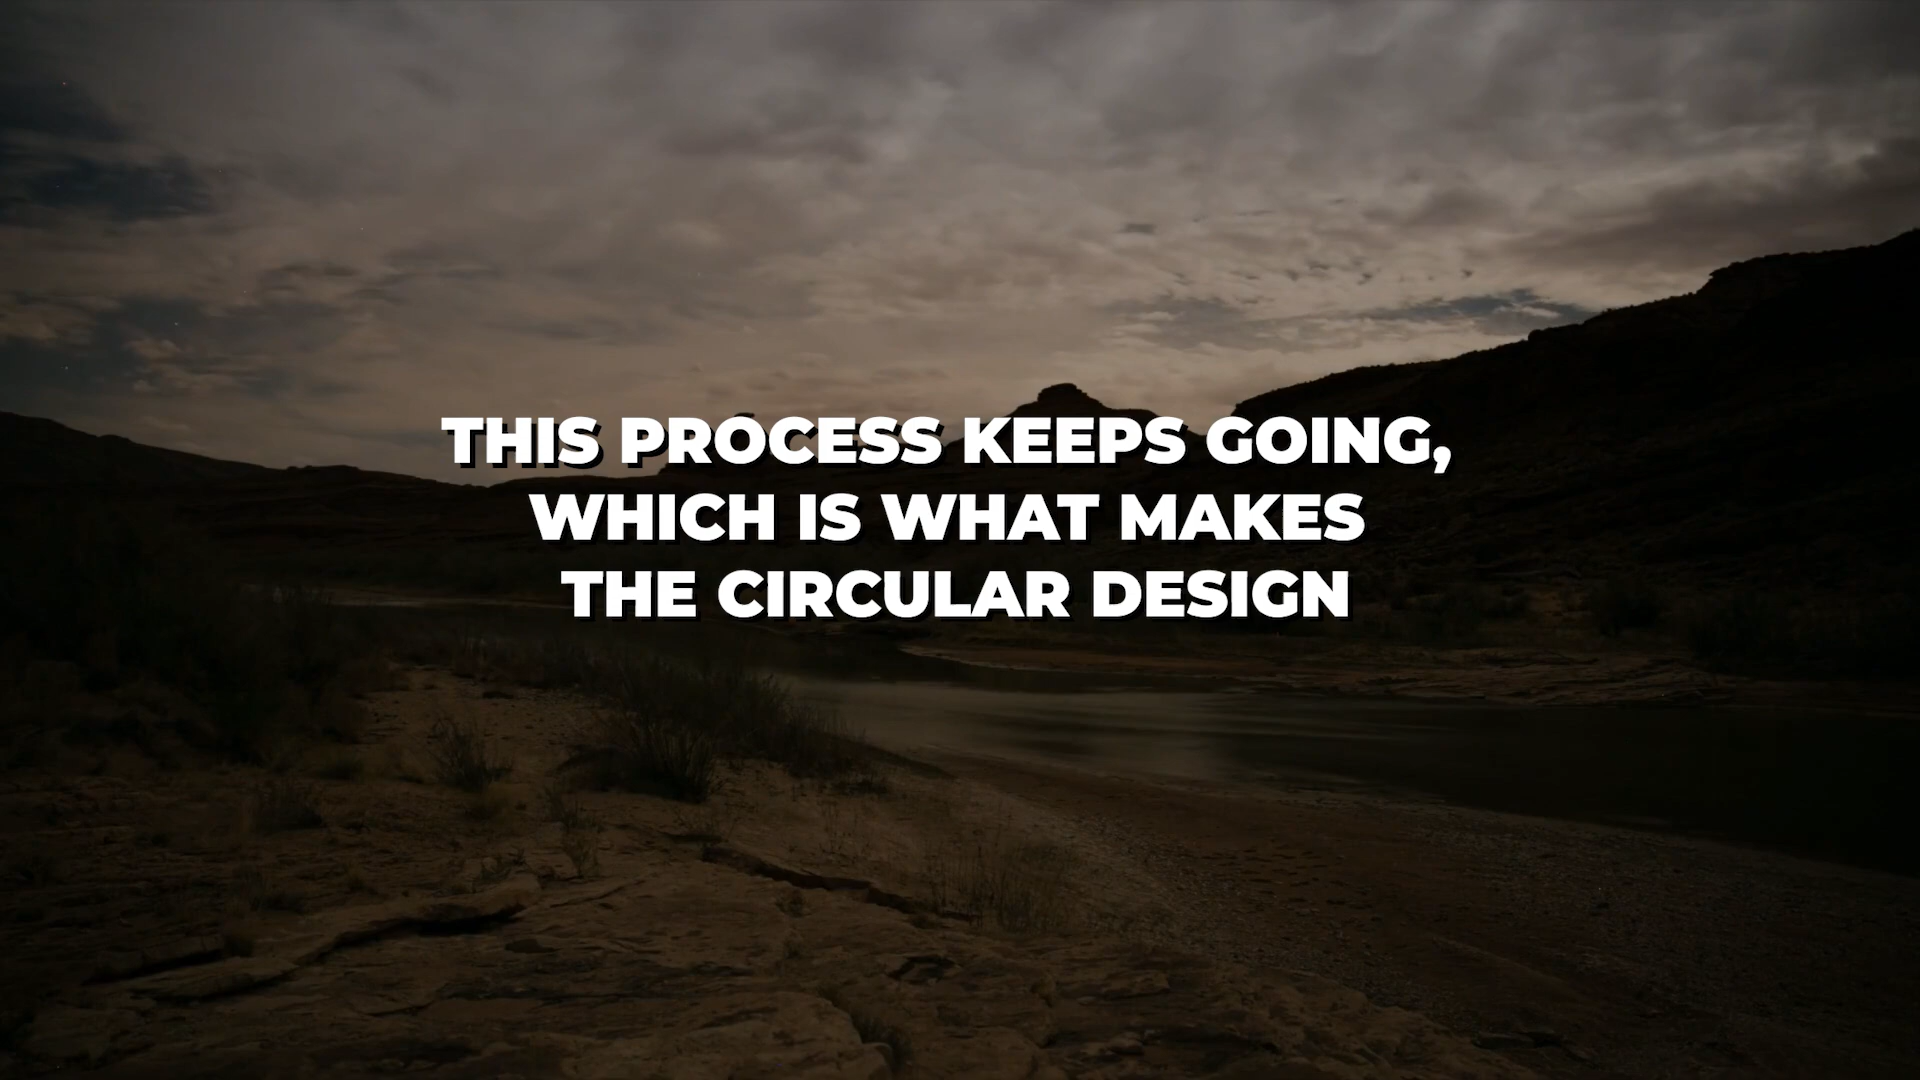 THIS PROCESS KEEPS GOING,
WHICH IS WHAT MAKES
THE CIRCULAR DESIGN